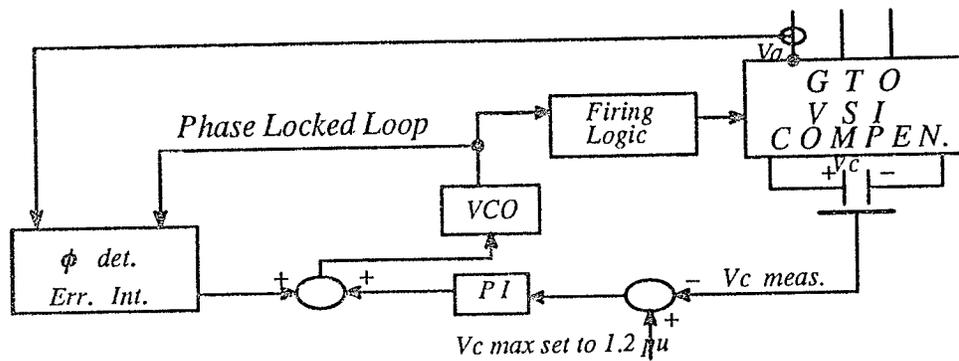 Va
G T O
V S I
C O M P E N.
Phase Locked Loop
Firing
Logic
+ Vc −
VCO
ϕ det.
Err. Int.
+ +
P I
− Vc meas.
+
Vc max set to 1.2 pu